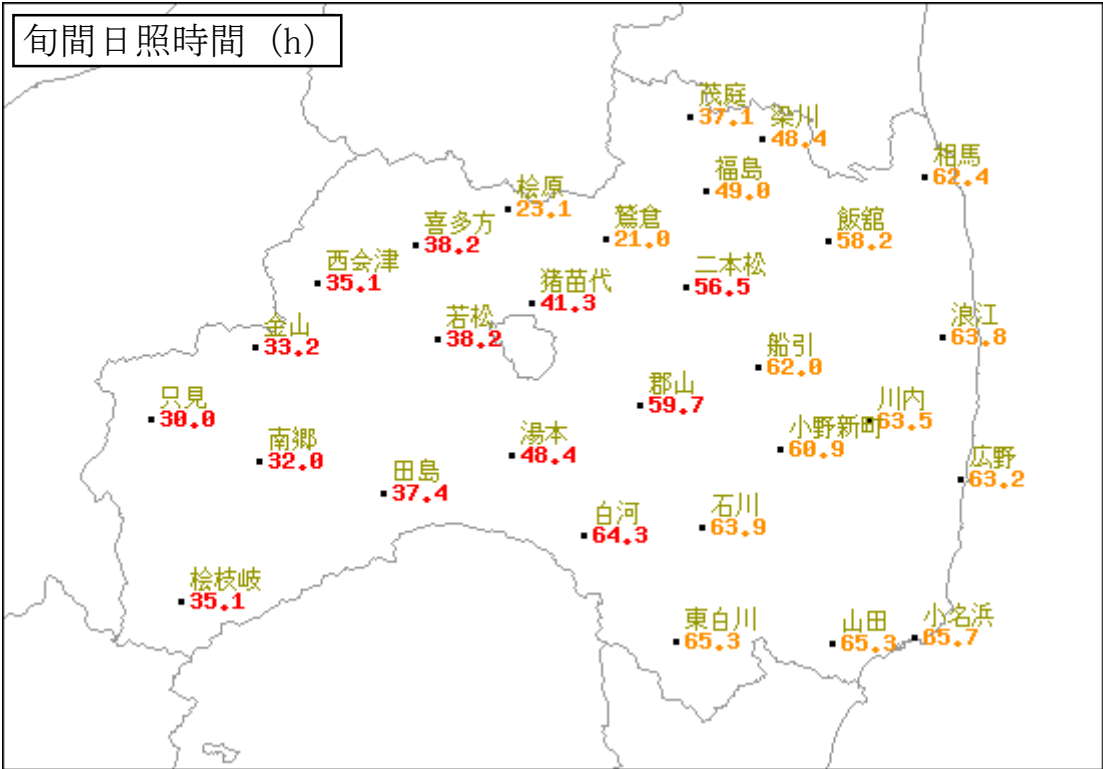 旬間日照時間 (h)
茂庭
37.1
梁川
48.4
相馬
62.4
福島
49.0
桧原
23.1
鷲倉
21.0
飯舘
58.2
喜多方
38.2
西会津
35.1
二本松
56.5
猪苗代
41.3
若松
38.2
金山
33.2
浪江
63.8
船引
62.0
郡山
59.7
只見
30.0
川内
63.5
小野新町
60.9
湯本
48.4
南郷
32.0
広野
63.2
田島
37.4
石川
63.9
白河
64.3
桧枝岐
35.1
東白川
65.3
山田
65.3
小名浜
65.7